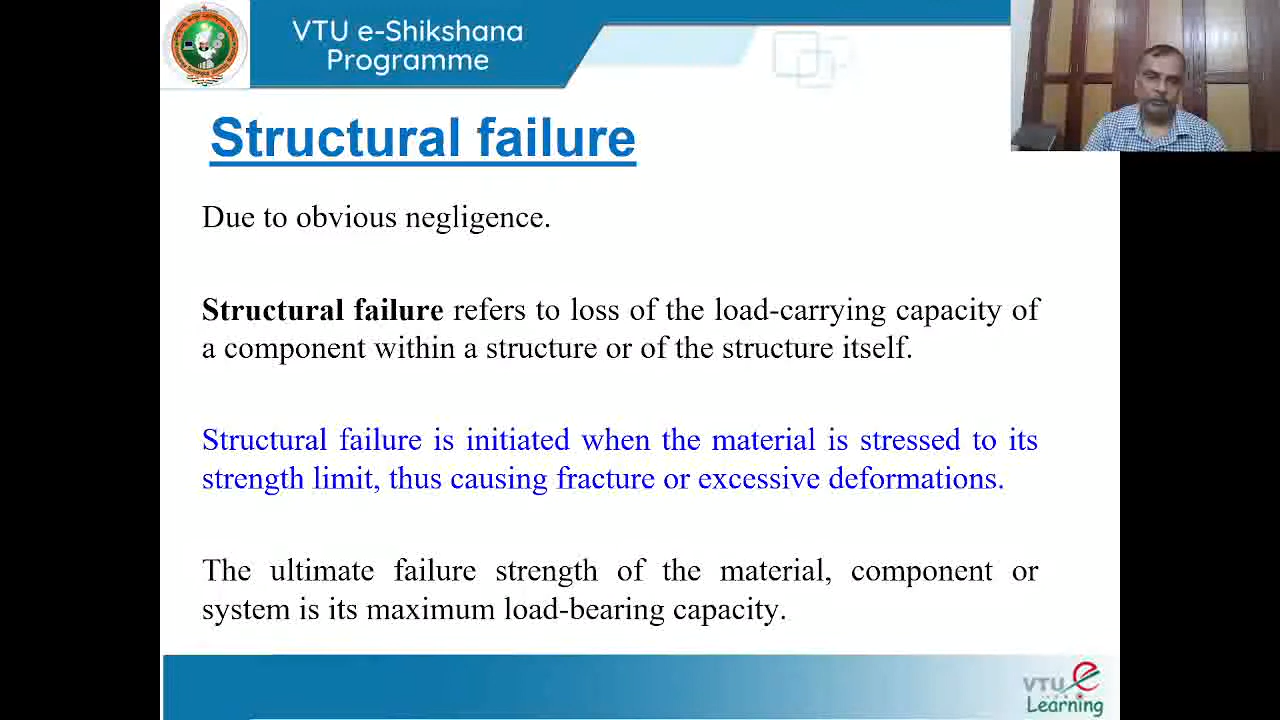 VTU e-Shikshana
Programme
Structural failure
Due to obvious negligence.
Structural failure refers to loss of the load-carrying capacity of
a component within a structure or of the structure itself.
Structural failure is initiated when the material is stressed to its
strength limit, thus causing fracture or excessive deformations.
The ultimate failure strength of the material, component or
system is its maximum load-bearing capacity.
VTU e
Learning